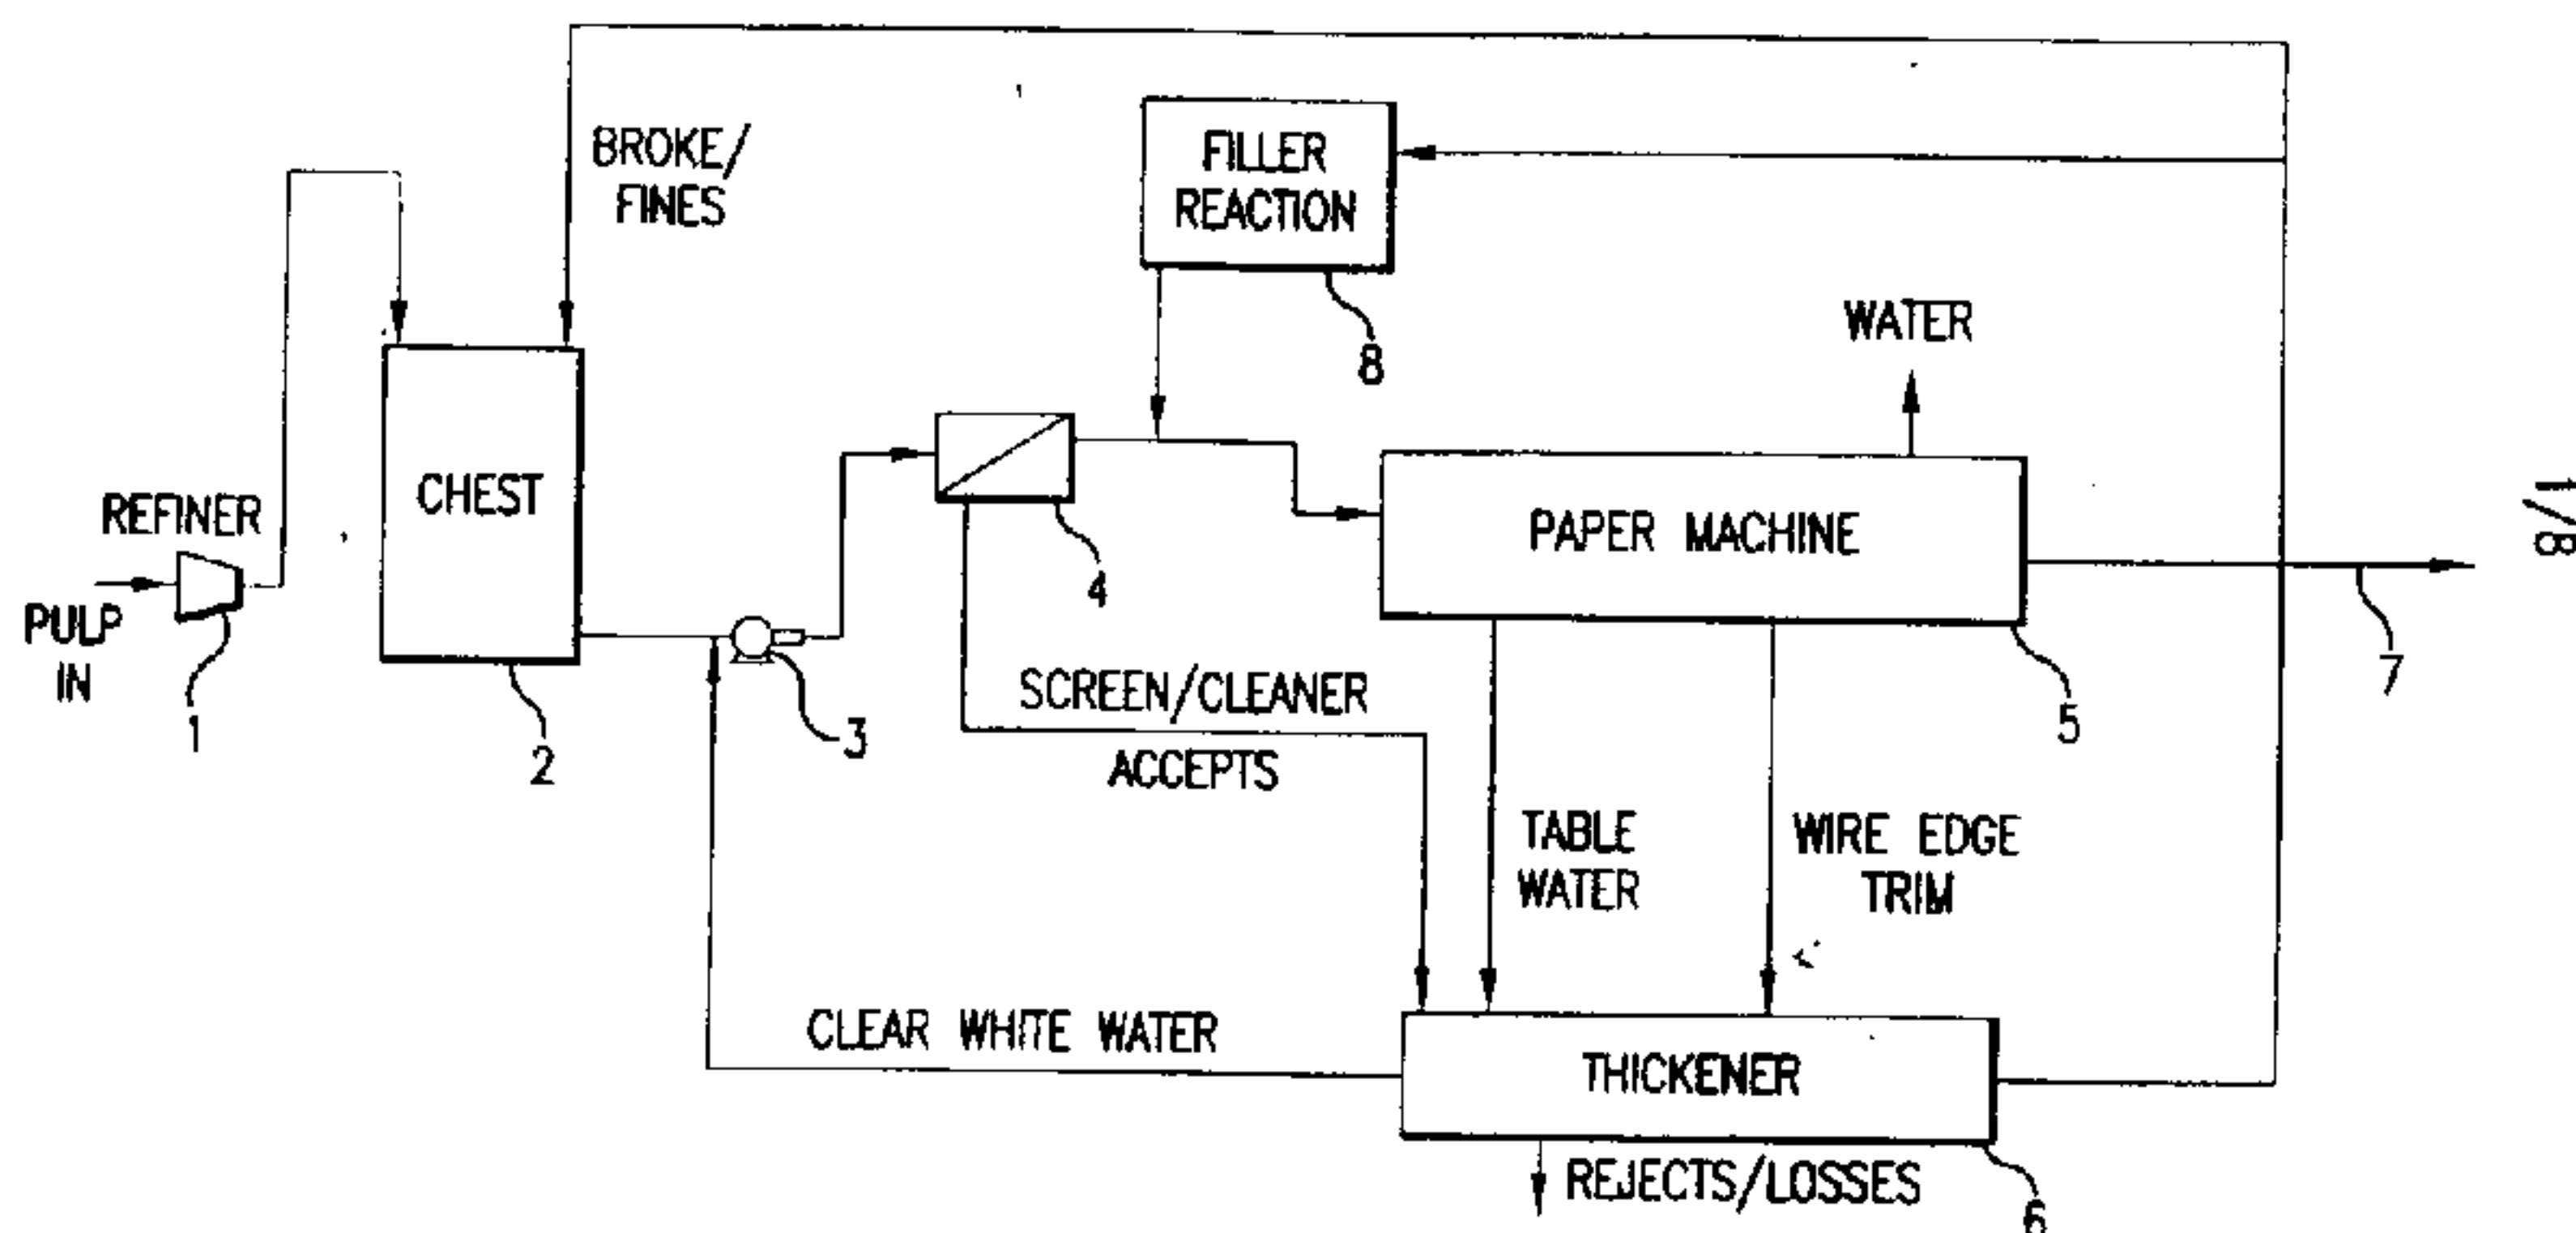 BROKE/
FINES
FILLER
REACTION
8
WATER
REFINER
PULP
IN
1
CHEST
2
3
4
PAPER MACHINE
5
7
1/8
SCREEN/CLEANER
ACCEPTS
TABLE
WATER
WIRE EDGE
TRIM
CLEAR WHITE WATER
THICKENER
REJECTS/LOSSES
6